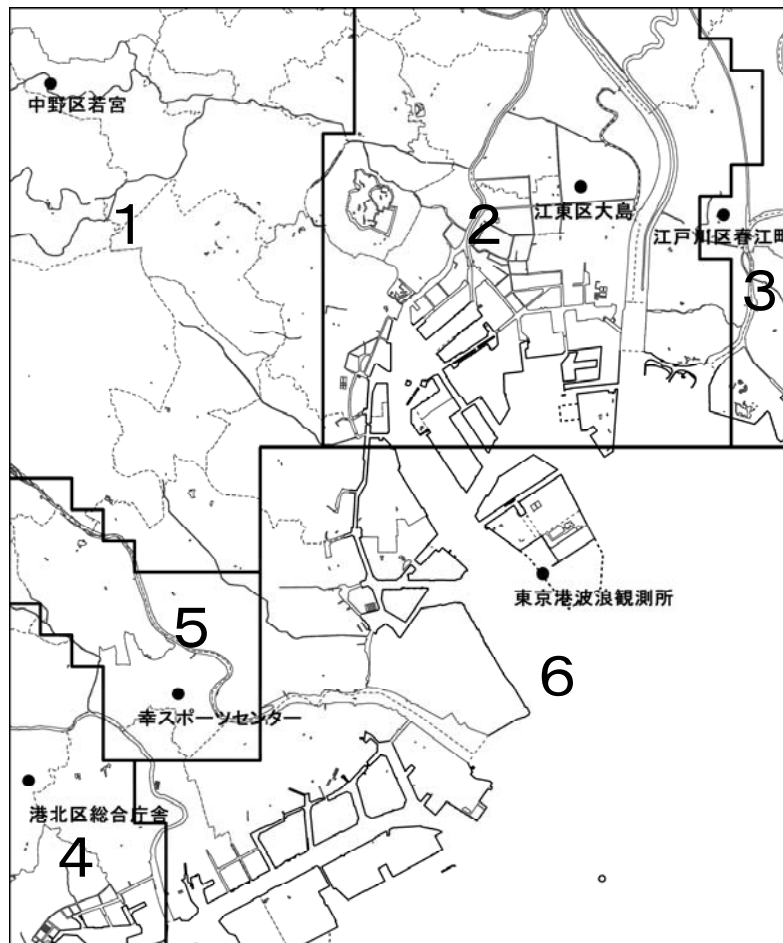 中野区若宮
1
2
江東区大島
江戸川区春江町
3
東京港波浪観測所
5
6
幸スポーツセンター
港北区総合庁舎
4